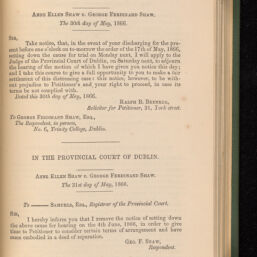 ANNE ELLEN SHAW v. GEORGE FERDINAND SHAW.
The 30th day of May, 1866.
SIR,
Take notice, that, in the event of your discharging for the present
before one o'clock on to-morrow the order of the 17th of May, 1866,
setting down the cause for trial on Monday next, I will apply to the
Judge of the Provincial Court of Dublin, on Saturday next, to adjourn
the hearing of the motion of which I have given you notice this day;
and I take this course to give a full opportunity to you to make a fair
settlement of this distressing case: this notice, however, to be without
prejudice to Petitioner's and your right to proceed, in case its
terms be not complied with.
Dated this 30th day of May, 1866.
Solicitor for Petitioner, 31, York street.
To GEORGE FERDINAND SHAW, ESQ.,
The Respondent, in person,
No. 6, Trinity College, Dublin.
IN THE PROVINCIAL COURT OF DUBLIN.
ANNE ELLEN SHAW v. GEORGE FERDINAND SHAW.
The 31st day of May, 1866.
To —— SAMUELS, ESQ., Registrar of the Provincial Court.
SIR,
I hereby inform you that I remove the notice of setting down
the above cause for hearing on the 4th June, 1866, in order to give
time to Petitioner to consider certain terms of arrangement and have
same embodied in a deed of separation.
GEO. F. SHAW,
Respondent.